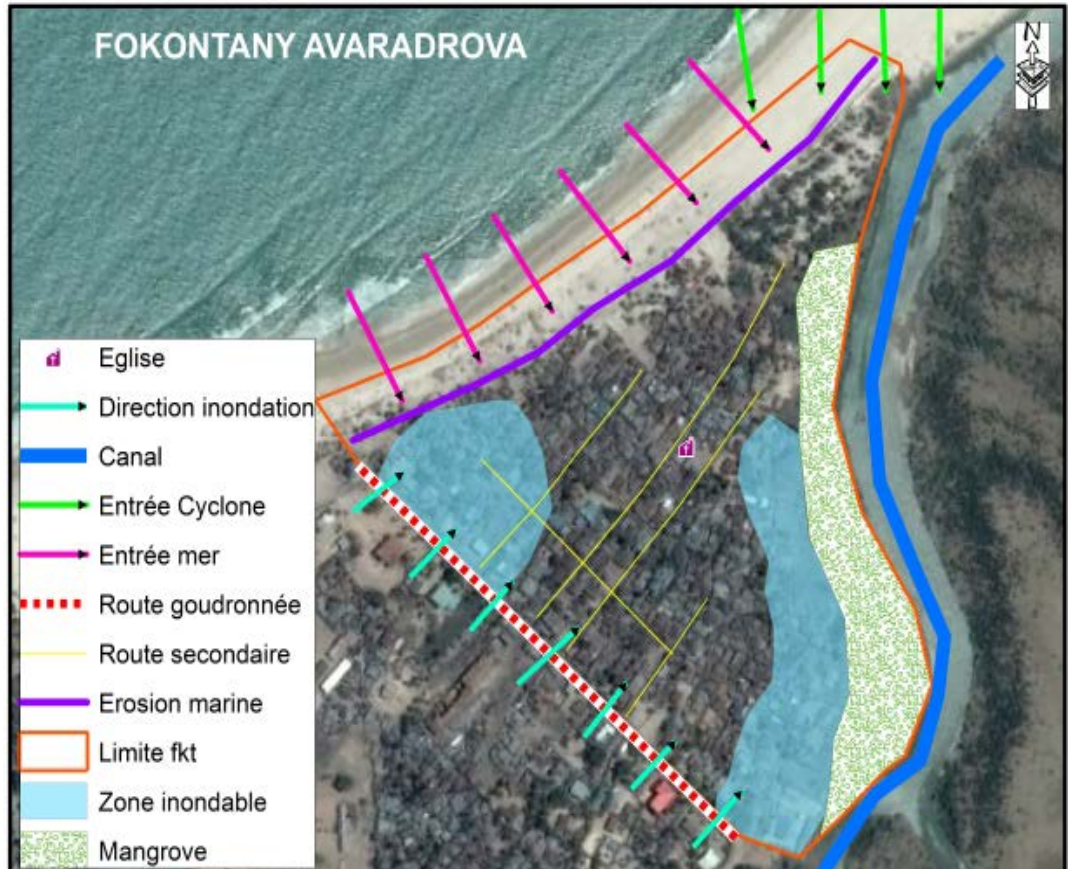 FOKONTANY AVARADROVA
N
Eglise
Direction inondation
Canal
Entrée Cyclone
Entrée mer
Route goudronnée
Route secondaire
Erosion marine
Limite fkt
Zone inondable
Mangrove